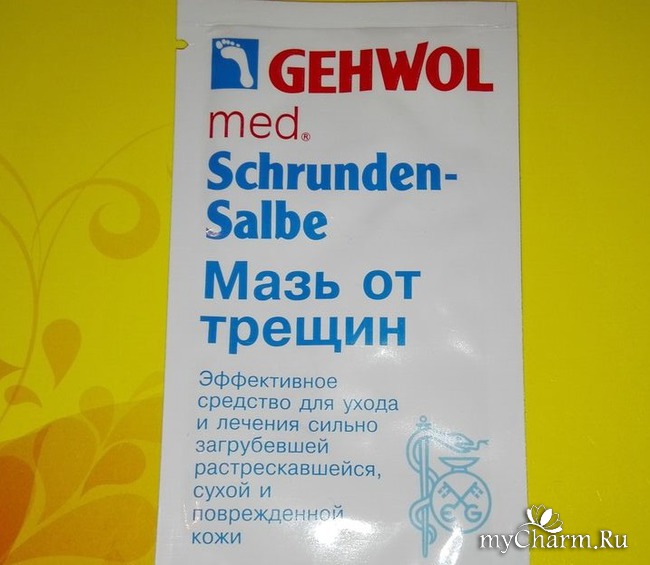 GEHWOL
med®
Schrunden-
Salbe
Мазь от
трещин
Эффективное
средство для ухода
и лечения сильно
загрубевшей
растрескавшейся,
сухой и
поврежденной
кожи
E G
myCharm.Ru